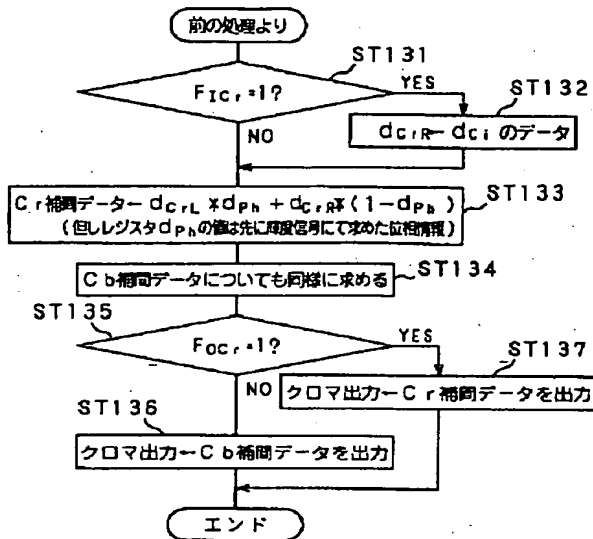 前の処理より
ST131
FICr=1?
YES
ST132
dCrR←dCiのデータ
NO
Cr補間データ←dCrL*dPh+dCrR*(1-dPh)
(但しレジスタdPhの値は先に輝度信号にて求めた位相情報)
ST133
Cb補間データについても同様に求める
ST134
ST135
FOCr=1?
YES
ST137
NO
クロマ出力←Cr補間データを出力
ST136
クロマ出力←Cb補間データを出力
エンド